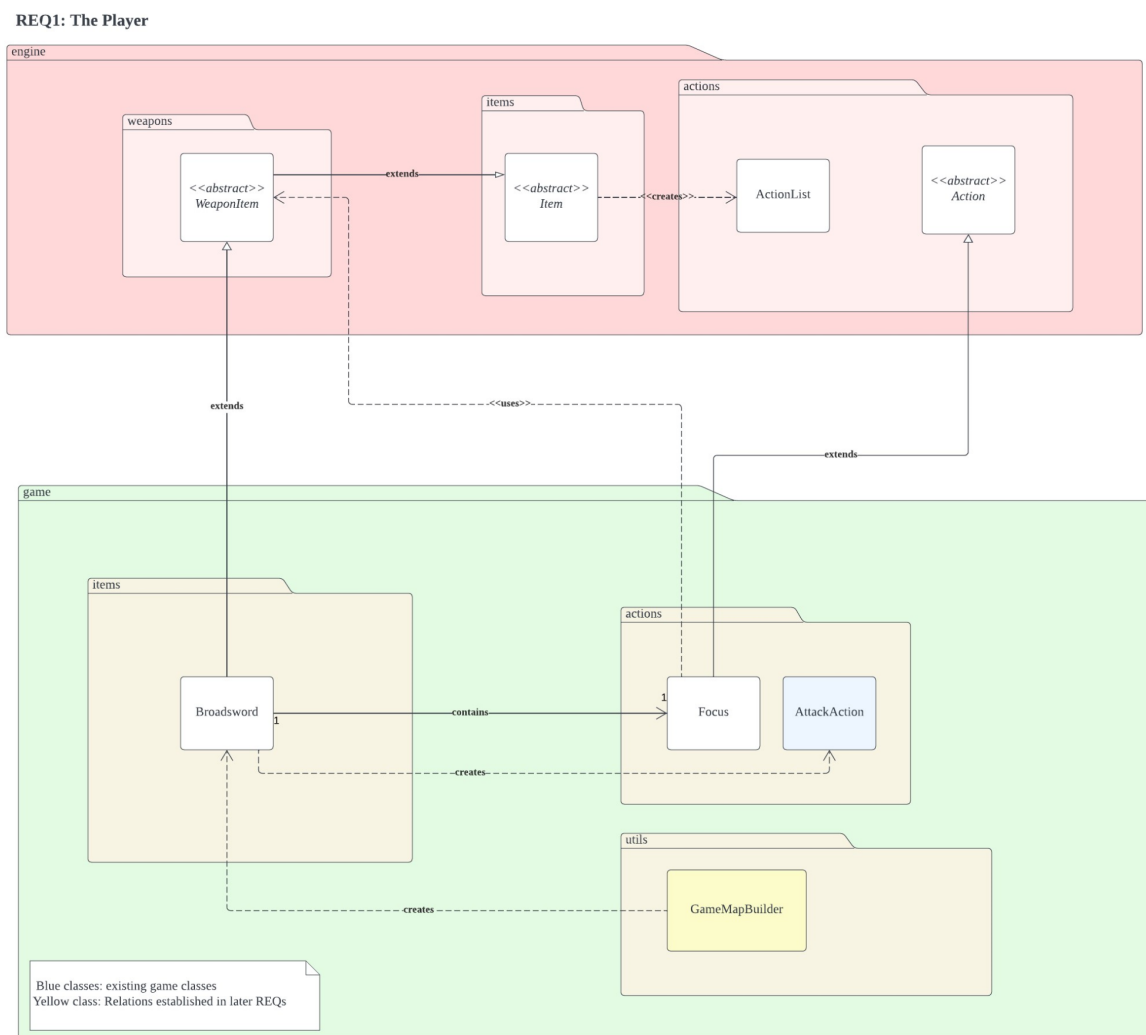 REQ1: The Player
engine
weapons
items
actions
<<abstract>>
WeaponItem
extends
<<abstract>>
Item
<<creates>>
ActionList
<<abstract>>
Action
extends
<<uses>>
extends
game
items
actions
Broadsword
1
contains
1
Focus
AttackAction
creates
utils
GameMapBuilder
creates
Blue classes: existing game classes
Yellow class: Relations established in later REQs